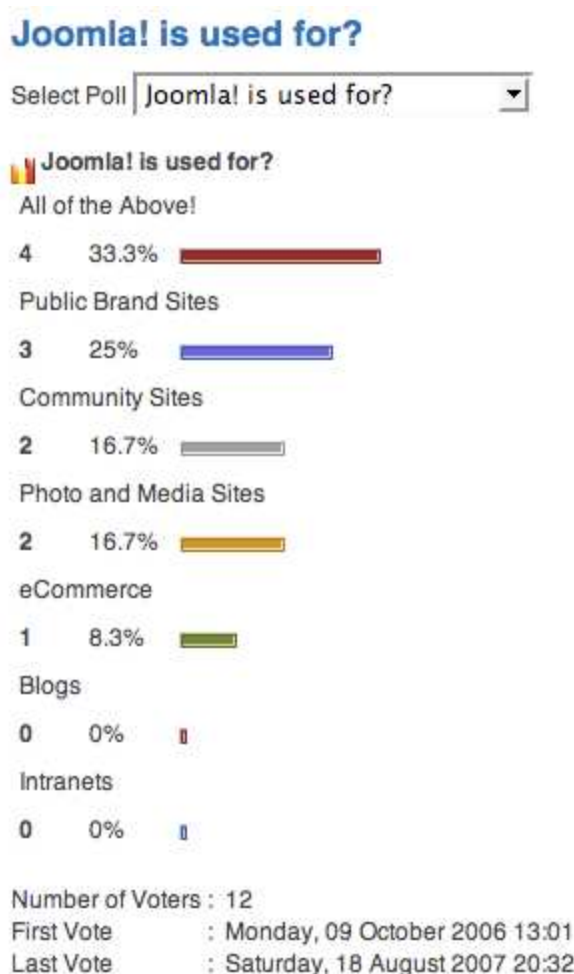 Joomla! is used for?
Select Poll Joomla! is used for?
Joomla! is used for?
All of the Above!
4 33.3%
Public Brand Sites
3 25%
Community Sites
2 16.7%
Photo and Media Sites
2 16.7%
eCommerce
1 8.3%
Blogs
0 0%
Intranets
0 0%
Number of Voters : 12
First Vote : Monday, 09 October 2006 13:01
Last Vote : Saturday, 18 August 2007 20:32